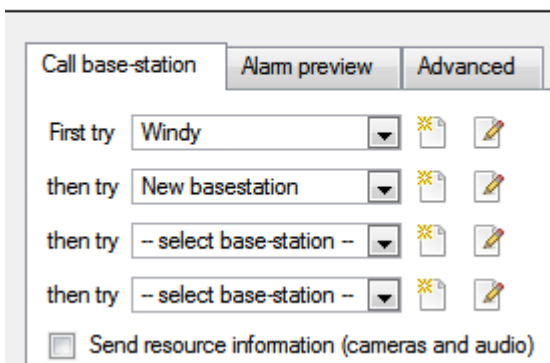 Call base-station Alarm preview Advanced
First try Windy
then try New basestation
then try -- select base-station --
then try -- select base-station --
Send resource information (cameras and audio)